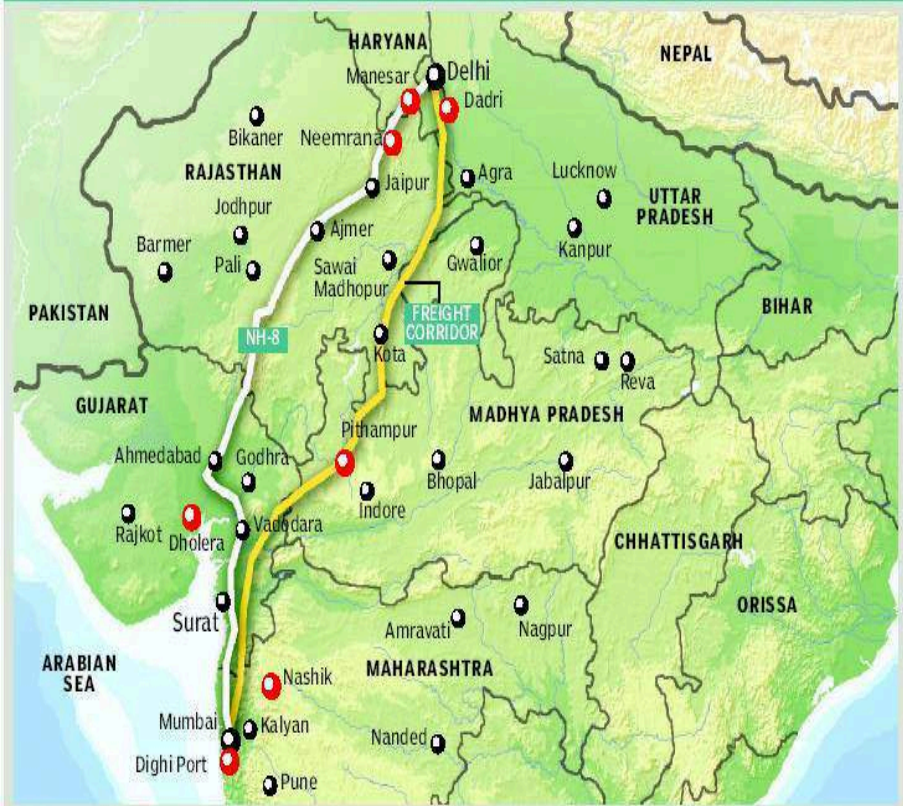 HARYANA
NEPAL
Manesar
Delhi
Dadri
Bikaner
Neemrana
RAJASTHAN
Jaipur
Agra
Lucknow
UTTAR
PRADESH
Jodhpur
Ajmer
Kanpur
Barmer
Pali
Sawai
Madhopur
Gwalior
PAKISTAN
BIHAR
NH-8
FREIGHT
CORRIDOR
Kota
Satna
Reva
GUJARAT
MADHYA PRADESH
Pithampur
Ahmedabad
Godhra
Bhopal
Jabalpur
Indore
Rajkot
Dholera
Vadodara
CHHATTISGARH
ORISSA
Surat
Amravati
Nagpur
ARABIAN
SEA
MAHARASHTRA
Nashik
Mumbai
Kalyan
Nanded
Dighi Port
Pune